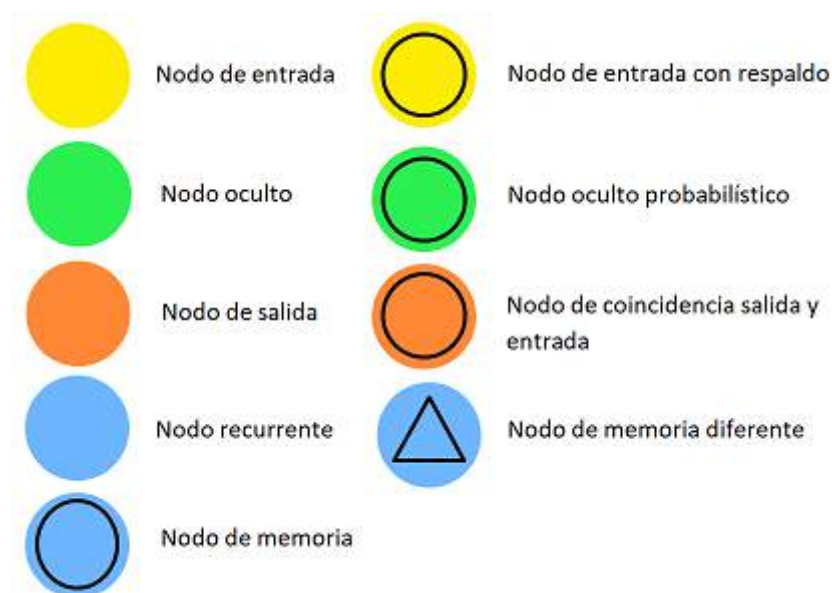 Nodo de entrada
Nodo de entrada con respaldo
Nodo oculto
Nodo oculto probabilístico
Nodo de salida
Nodo de coincidencia salida y
entrada
Nodo recurrente
Nodo de memoria diferente
Nodo de memoria